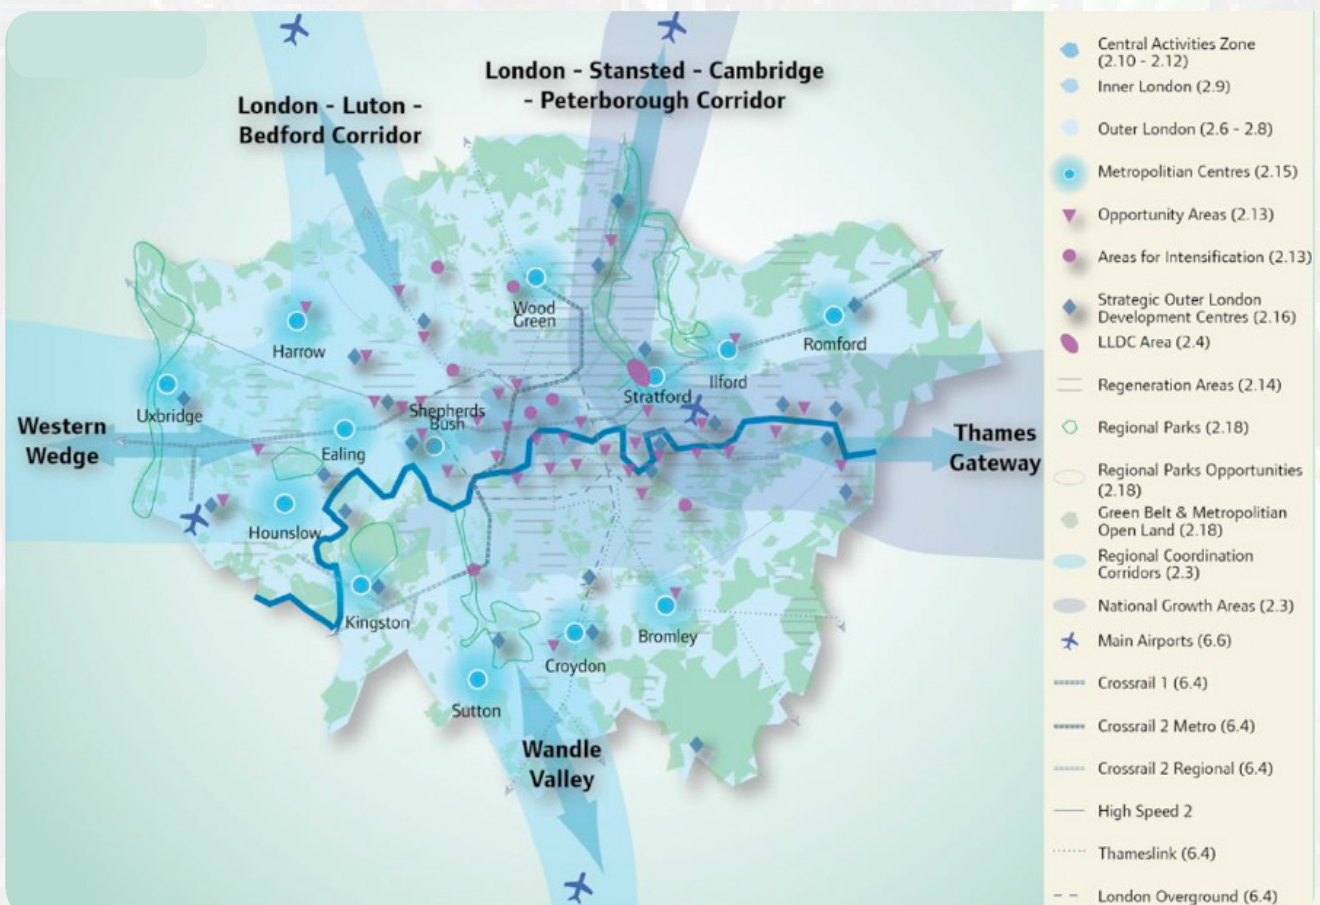 London - Stansted - Cambridge
- Peterborough Corridor
London - Luton -
Bedford Corridor
Wood
Green
Harrow
Romford
Ilford
Stratford
Uxbridge
Shepherds
Bush
Western
Wedge
Ealing
Thames
Gateway
Hounslow
Kingston
Bromley
Croydon
Sutton
Wandle
Valley
Central Activities Zone
(2.10 - 2.12)
Inner London (2.9)
Outer London (2.6 - 2.8)
Metropolitian Centres (2.15)
Opportunity Areas (2.13)
Areas for Intensification (2.13)
Strategic Outer London
Development Centres (2.16)
LLDC Area (2.4)
Regeneration Areas (2.14)
Regional Parks (2.18)
Regional Parks Opportunities
(2.18)
Green Belt & Metropolitian
Open Land (2.18)
Regional Coordination
Corridors (2.3)
National Growth Areas (2.3)
Main Airports (6.6)
Crossrail 1 (6.4)
Crossrail 2 Metro (6.4)
Crossrail 2 Regional (6.4)
High Speed 2
Thameslink (6.4)
London Overground (6.4)